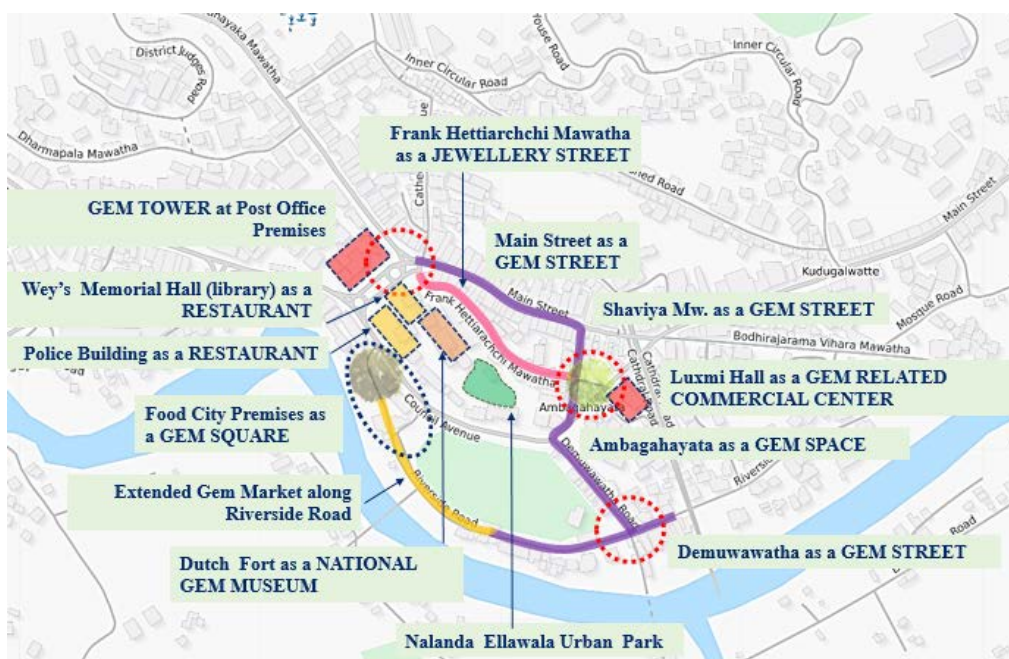 District Judges
Road
Inner Circular Road
Inner Circular
Road
Dharmapala Mawatha
Frank Hettiarchchi Mawatha
as a JEWELLERY STREET
Main Street
GEM TOWER at Post Office
Premises
Main Street as a
GEM STREET
Kudugalwatte
Wey's Memorial Hall (library) as a
RESTAURANT
Main Street
Frank Hettiarachchi Mawatha
Shaviya Mw. as a GEM STREET
Mosque Road
Bodhirajarama Vihara Mawatha
Police Building as a RESTAURANT
Luxmi Hall as a GEM RELATED
COMMERCIAL CENTER
Ambagahayata
Food City Premises as
a GEM SQUARE
Council Avenue
Ambagahayata as a GEM SPACE
Demuwawatha Road
Extended Gem Market along
Riverside Road
Riverside Road
Dutch Fort as a NATIONAL
GEM MUSEUM
Demuwawatha as a GEM STREET
Road
Nalanda Ellawala Urban Park